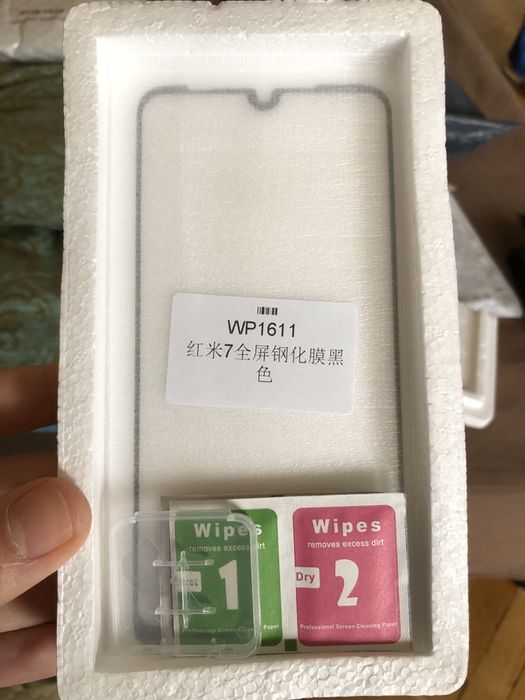 WP1611
红米7全屏钢化膜黑
色
Wipes
removes excess dirt
1
Professional Screen Cleaning Paper
Wipes
removes excess dirt
Dry
2
Professional Screen Cleaning Paper